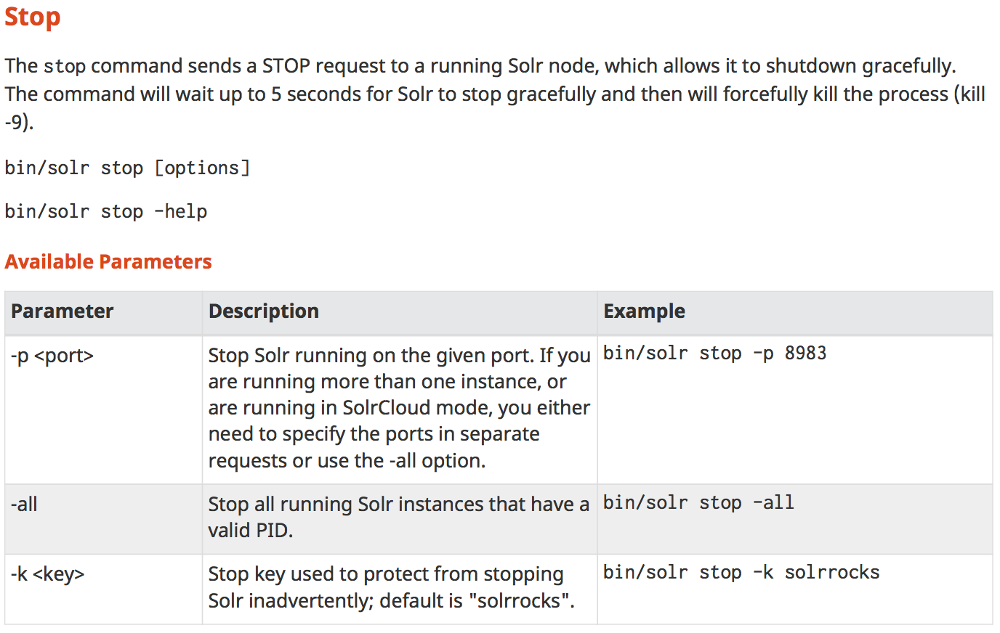 Stop
The stop command sends a STOP request to a running Solr node, which allows it to shutdown gracefully.
The command will wait up to 5 seconds for Solr to stop gracefully and then will forcefully kill the process (kill
-9).
bin/solr stop [options]
bin/solr stop -help
Available Parameters
Parameter Description Example
-p <port> Stop Solr running on the given port. If you bin/solr stop -p 8983
are running more than one instance, or
are running in SolrCloud mode, you either
need to specify the ports in separate
requests or use the -all option.
-all Stop all running Solr instances that have a bin/solr stop -all
valid PID.
-k <key> Stop key used to protect from stopping bin/solr stop -k solrrocks
Solr inadvertently; default is "solrrocks".